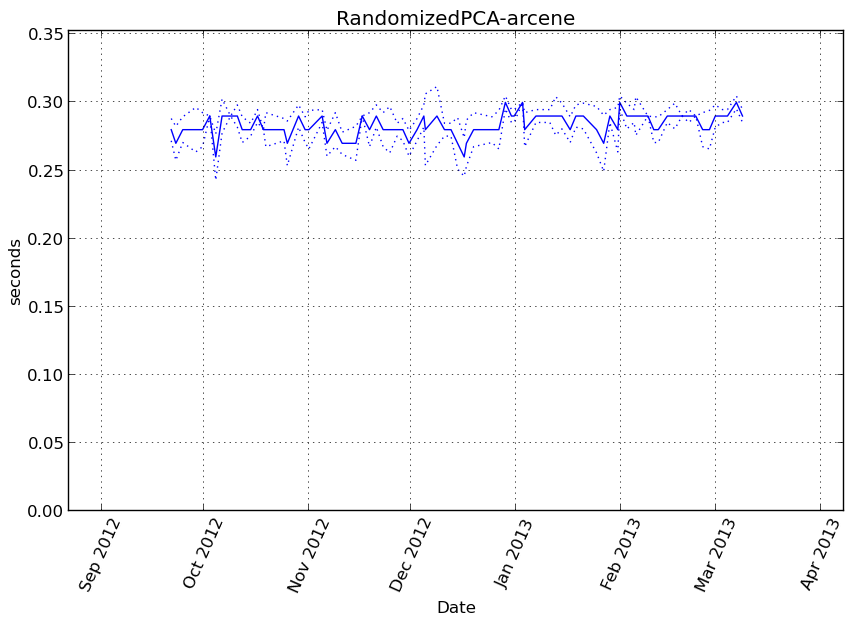 RandomizedPCA-arcene
0.35
0.30
0.25
0.20
0.15
0.10
0.05
0.00
seconds
Sep 2012
Oct 2012
Nov 2012
Dec 2012
Jan 2013
Feb 2013
Mar 2013
Apr 2013
Date